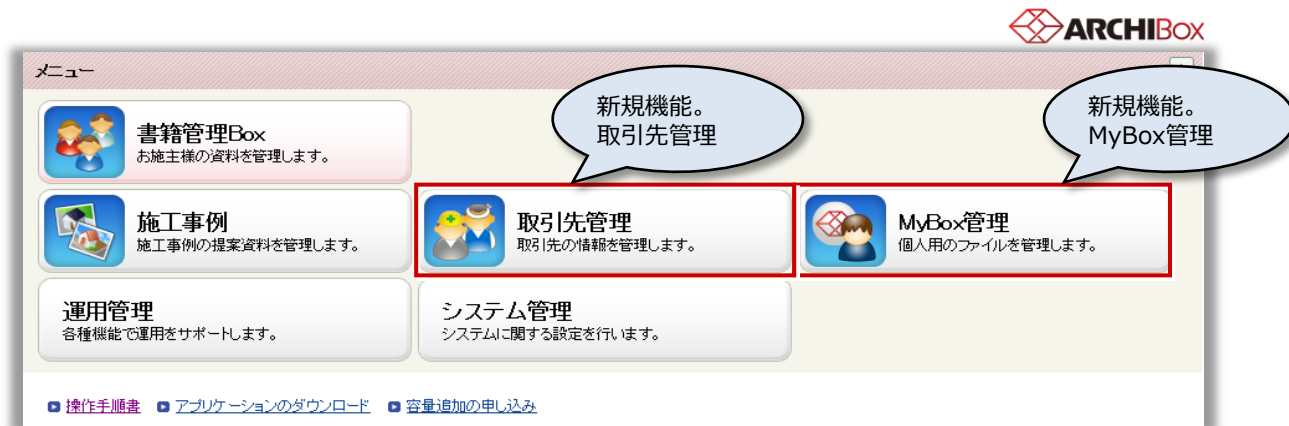 ARCHIBOX
メニュー
新規機能。
取引先管理
新規機能。
MyBox管理
書籍管理Box
お施主様の資料を管理します。
施工事例
施工事例の提案資料を管理します。
取引先管理
取引先の情報を管理します。
MyBox管理
個人用のファイルを管理します。
運用管理
各種機能で運用をサポートします。
システム管理
システムに関する設定を行います。
操作手順書 アプリケーションのダウンロード 容量追加の申し込み